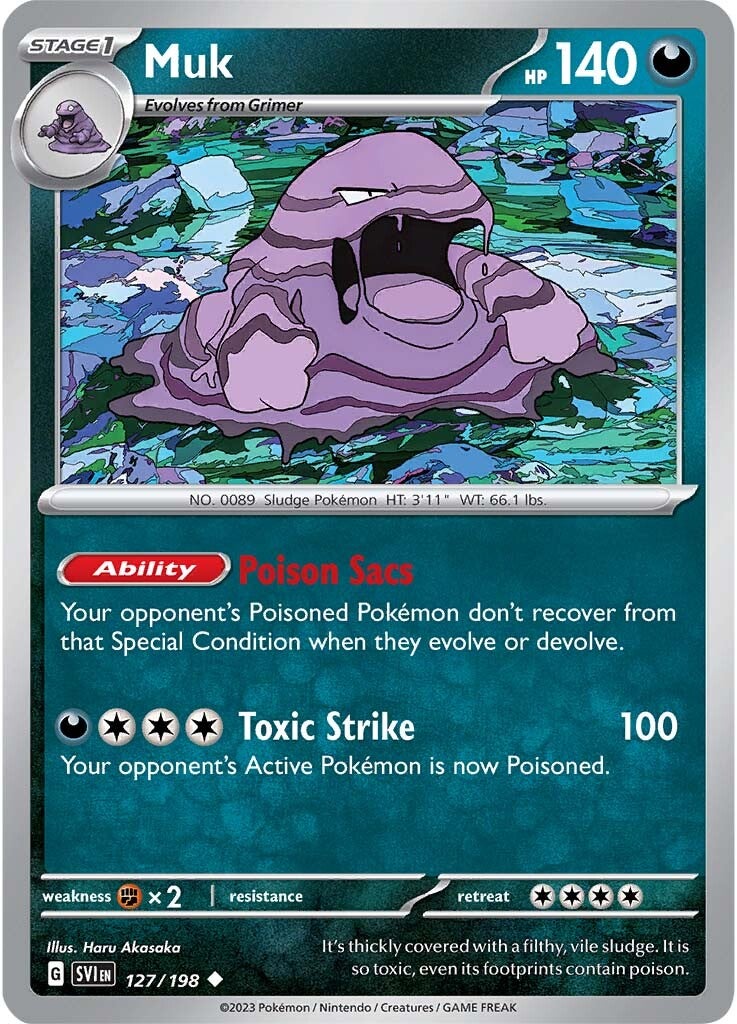 STAGE1
Muk
HP 140
Evolves from Grimer
NO. 0089 Sludge Pokémon HT: 3'11" WT: 66.1 lbs.
Ability Poison Sacs
Your opponent's Poisoned Pokémon don't recover from
that Special Condition when they evolve or devolve.
Toxic Strike 100
Your opponent's Active Pokémon is now Poisoned.
weakness ×2 resistance retreat
Illus. Haru Akasaka
It's thickly covered with a filthy, vile sludge. It is
so toxic, even its footprints contain poison.
G SVI EN 127/198
©2023 Pokémon / Nintendo / Creatures / GAME FREAK